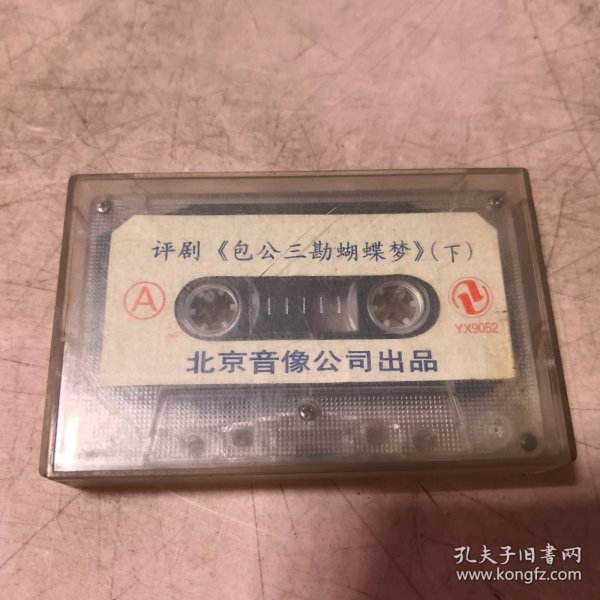 评剧《包公三勘蝴蝶梦》(下)
A
YX9052
北京音像公司出品
孔夫子旧書网
www.kongfz.com